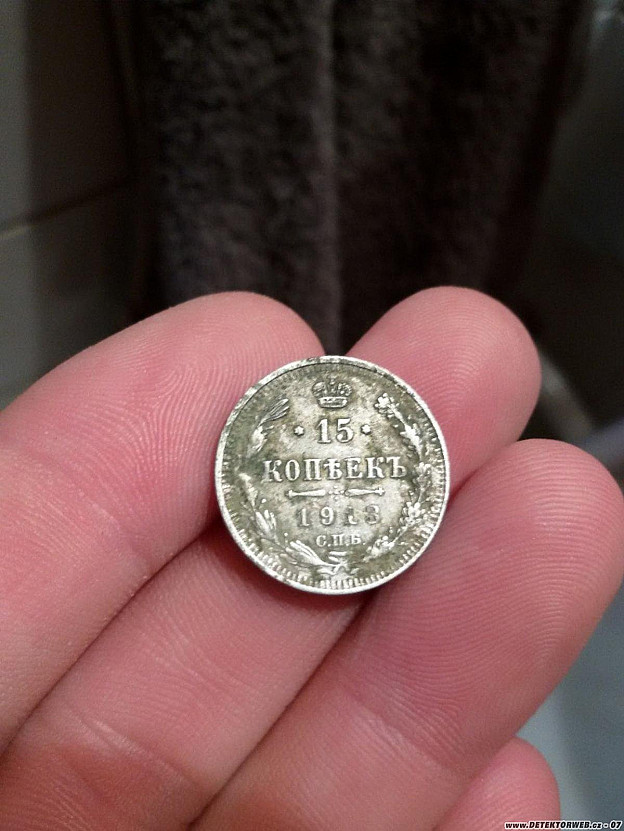 · 15 ·
КОПѢЕКЪ
1913
С.П.Б.
www.DETEKTORWEB.cz - 07